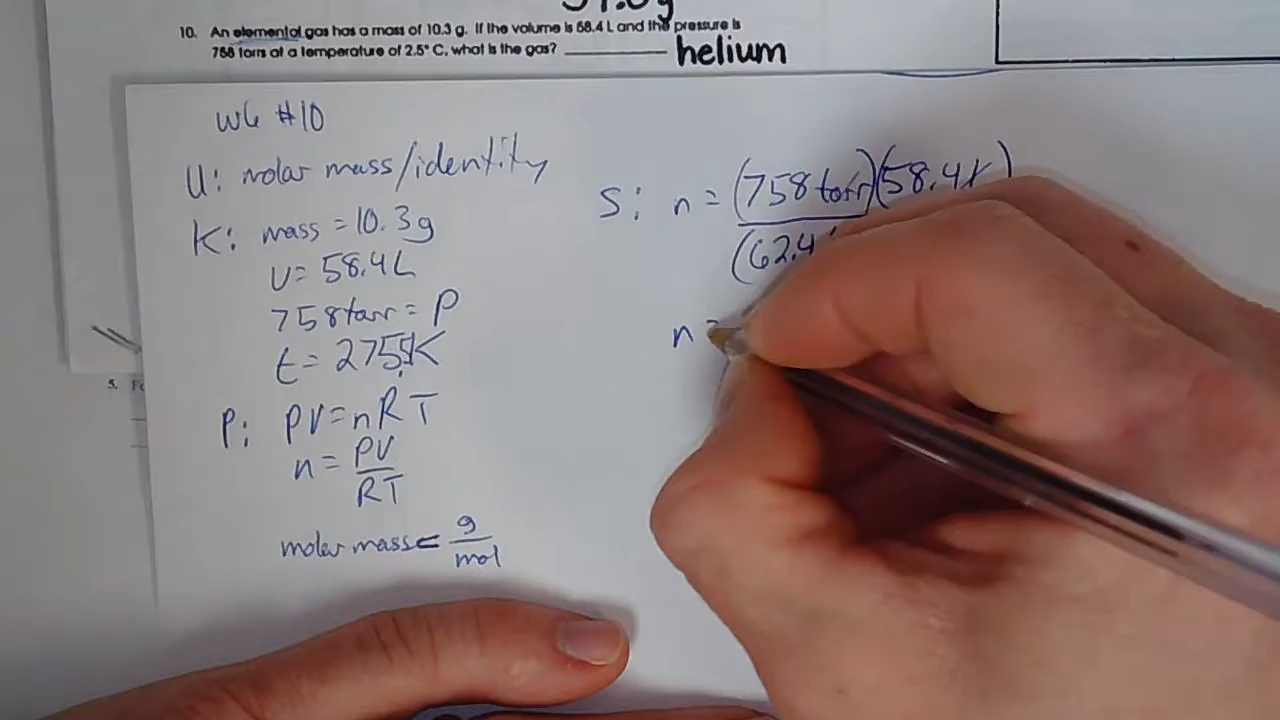 10. An elemental gas has a mass of 10.3 g. If the volume is 58.4 L and the pressure is
758 torrs at a temperature of 2.5° C, what is the gas? helium
W6 #10
U: molar mass/identity
K: mass = 10.3g
V = 58.4L
758 torr = P
t = 275.5K
P: PV = nRT
n = PV
RT
molar mass = g
mol
S: n = (758 torr)(58.4L)
(62.4
n =
5.